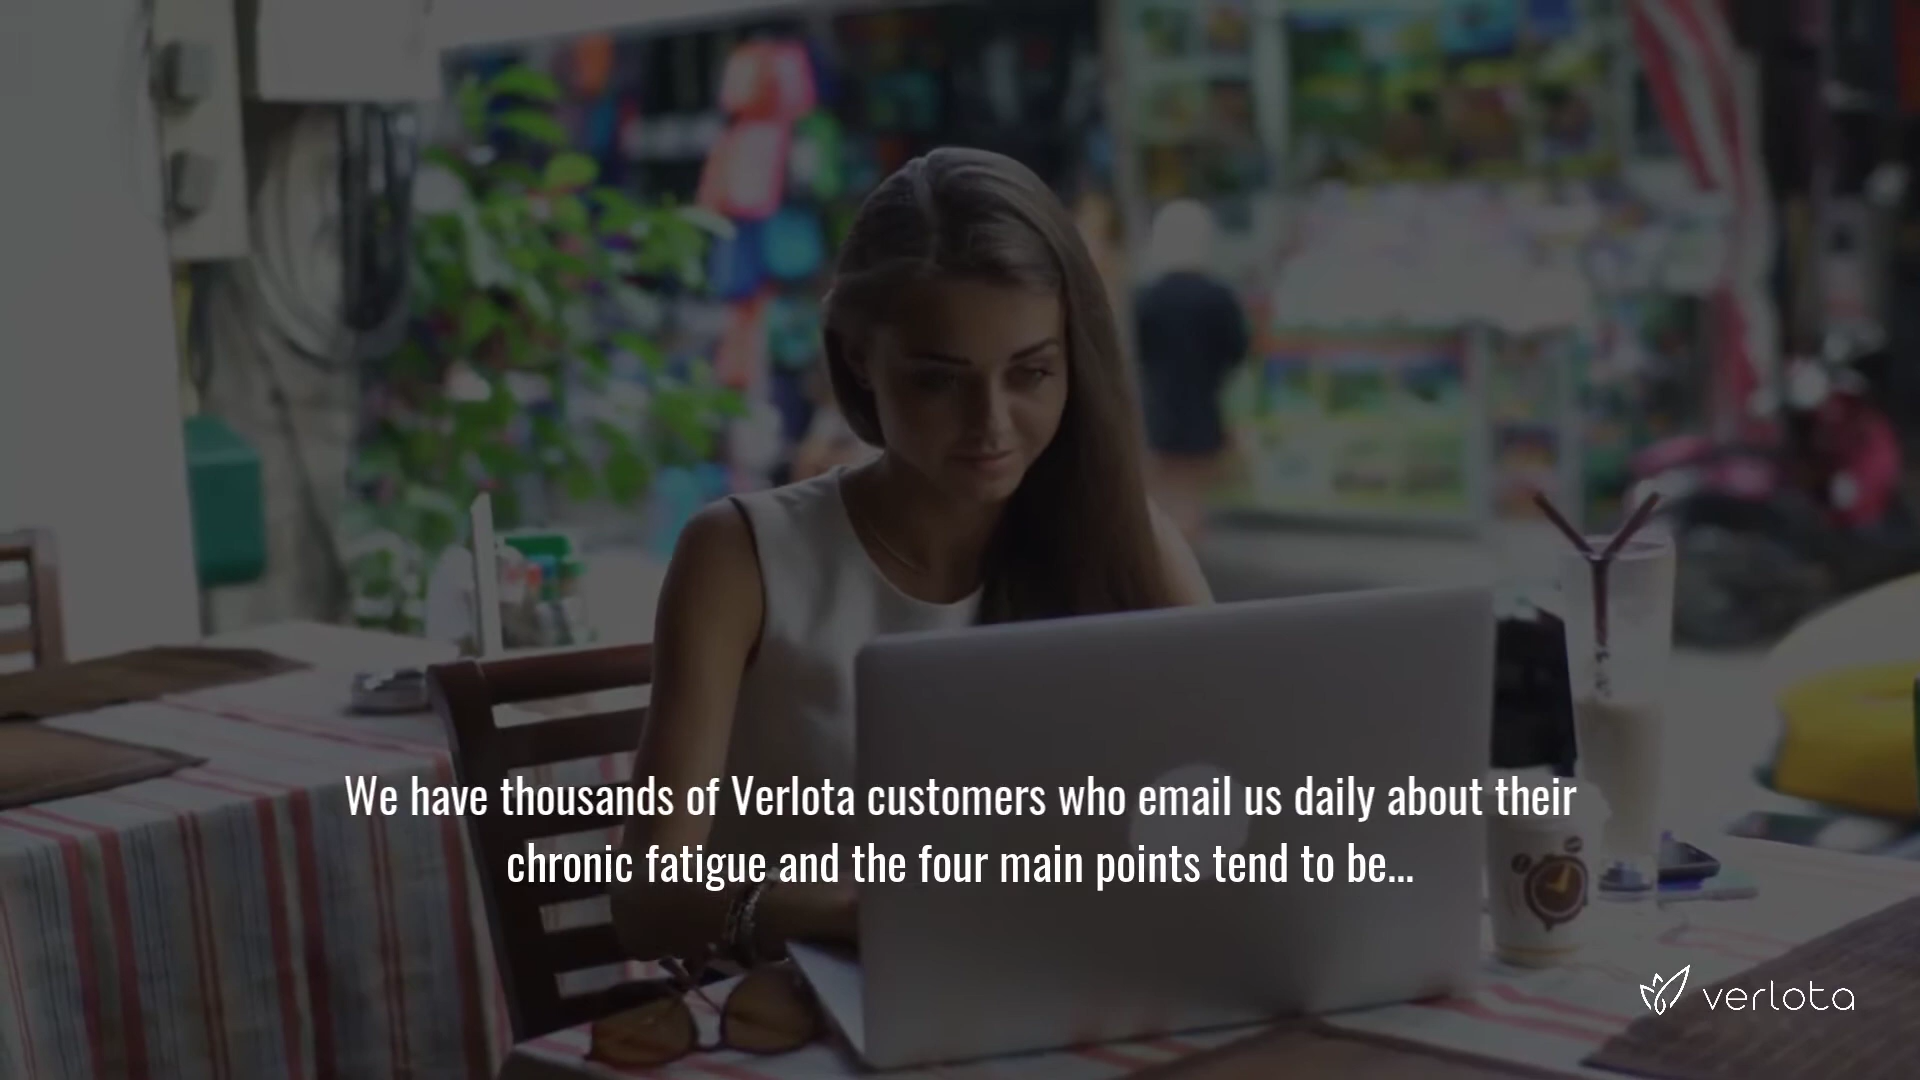 We have thousands of Verlota customers who email us daily about their
chronic fatigue and the four main points tend to be...
verlota